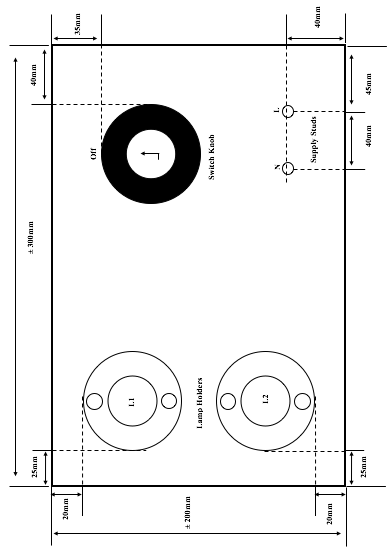 35mm
40mm
40mm
45mm
L
Off
Switch Knob
Supply Studs
40mm
N
± 300mm
L1
Lamp Holders
L2
25mm
25mm
20mm
± 200mm
20mm